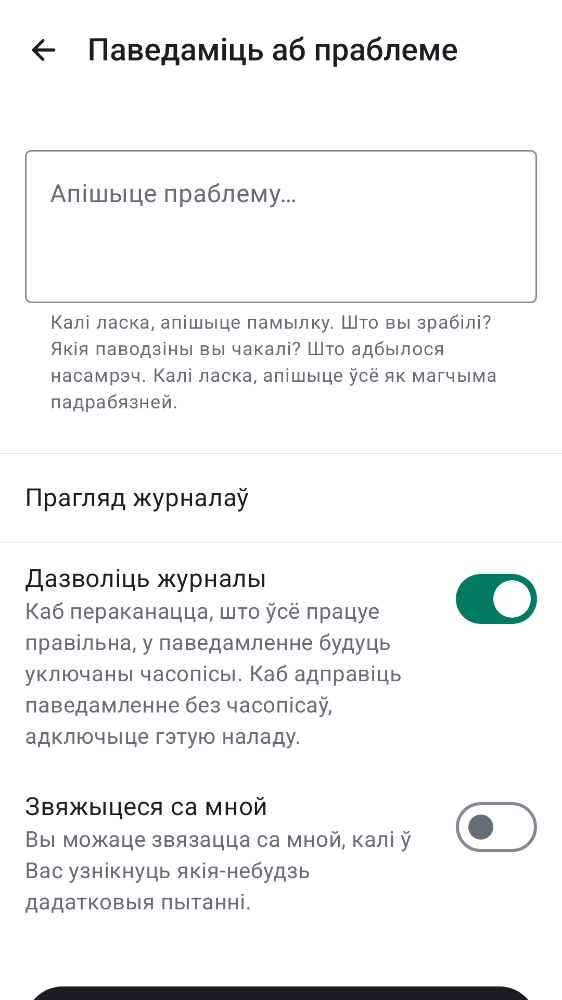 Паведаміць аб праблеме
Апішыце праблему…
Калі ласка, апішыце памылку. Што вы зрабілі?
Якія паводзіны вы чакалі? Што адбылося
насамрэч. Калі ласка, апішыце ўсё як магчыма
падрабязней.
Прагляд журналаў
Дазволіць журналы
Каб пераканацца, што ўсё працуе
правільна, у паведамленне будуць
уключаны часопісы. Каб адправіць
паведамленне без часопісаў,
адключыце гэтую наладу.
Звяжыцеся са мной
Вы можаце звязацца са мной, калі ў
Вас узнікнуць якія-небудзь
дадатковыя пытанні.